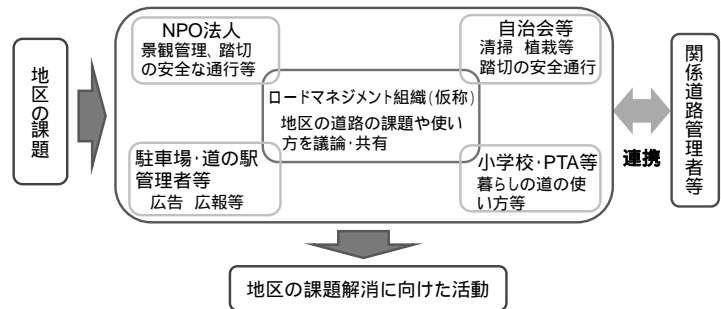 地区の課題
NPO法人
景観管理、踏切
の安全な通行等
自治会等
清掃 植栽等
踏切の安全通行
ロードマネジメント組織(仮称)
地区の道路の課題や使い
方を議論・共有
駐車場・道の駅
管理者等
広告 広報等
小学校・PTA等
暮らしの道の使
い方等
連携
関係道路管理者等
地区の課題解消に向けた活動